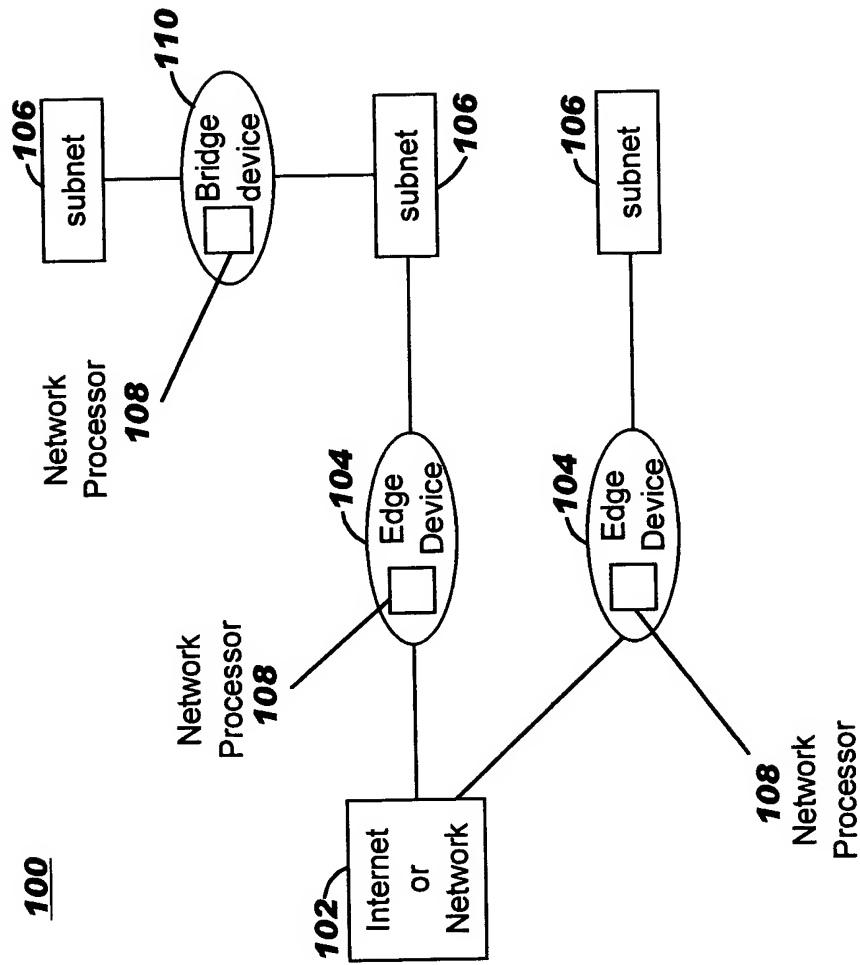 100
102
Internet
or
Network
Network
Processor
108
104
Edge
Device
106
subnet
Network
Processor
108
110
Bridge
device
106
subnet
104
Edge
Device
108
Network
Processor
106
subnet